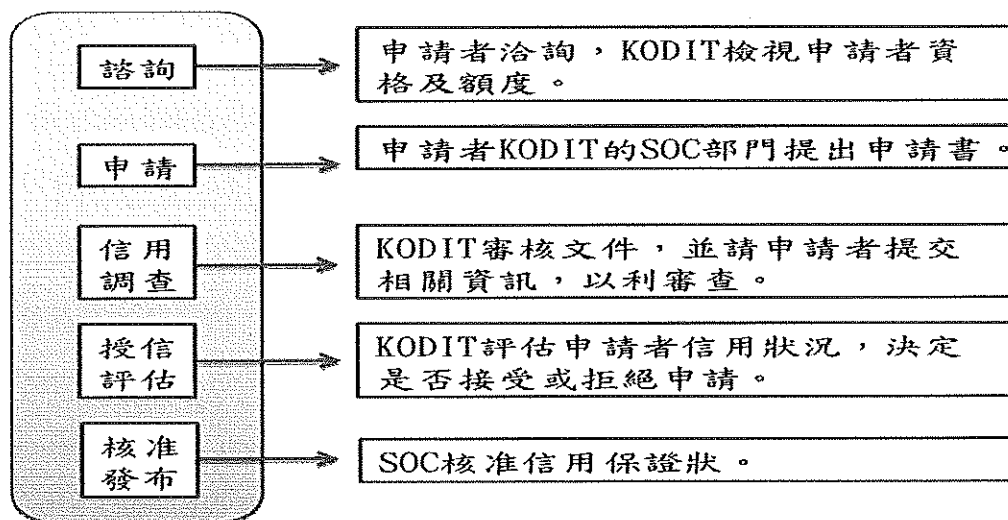 諮詢
申請者洽詢，KODIT檢視申請者資
格及額度。
申請
申請者KODIT的SOC部門提出申請書。
信用
調查
KODIT審核文件，並請申請者提交
相關資訊，以利審查。
授信
評估
KODIT評估申請者信用狀況，決定
是否接受或拒絕申請。
核准
發布
SOC核准信用保證狀。